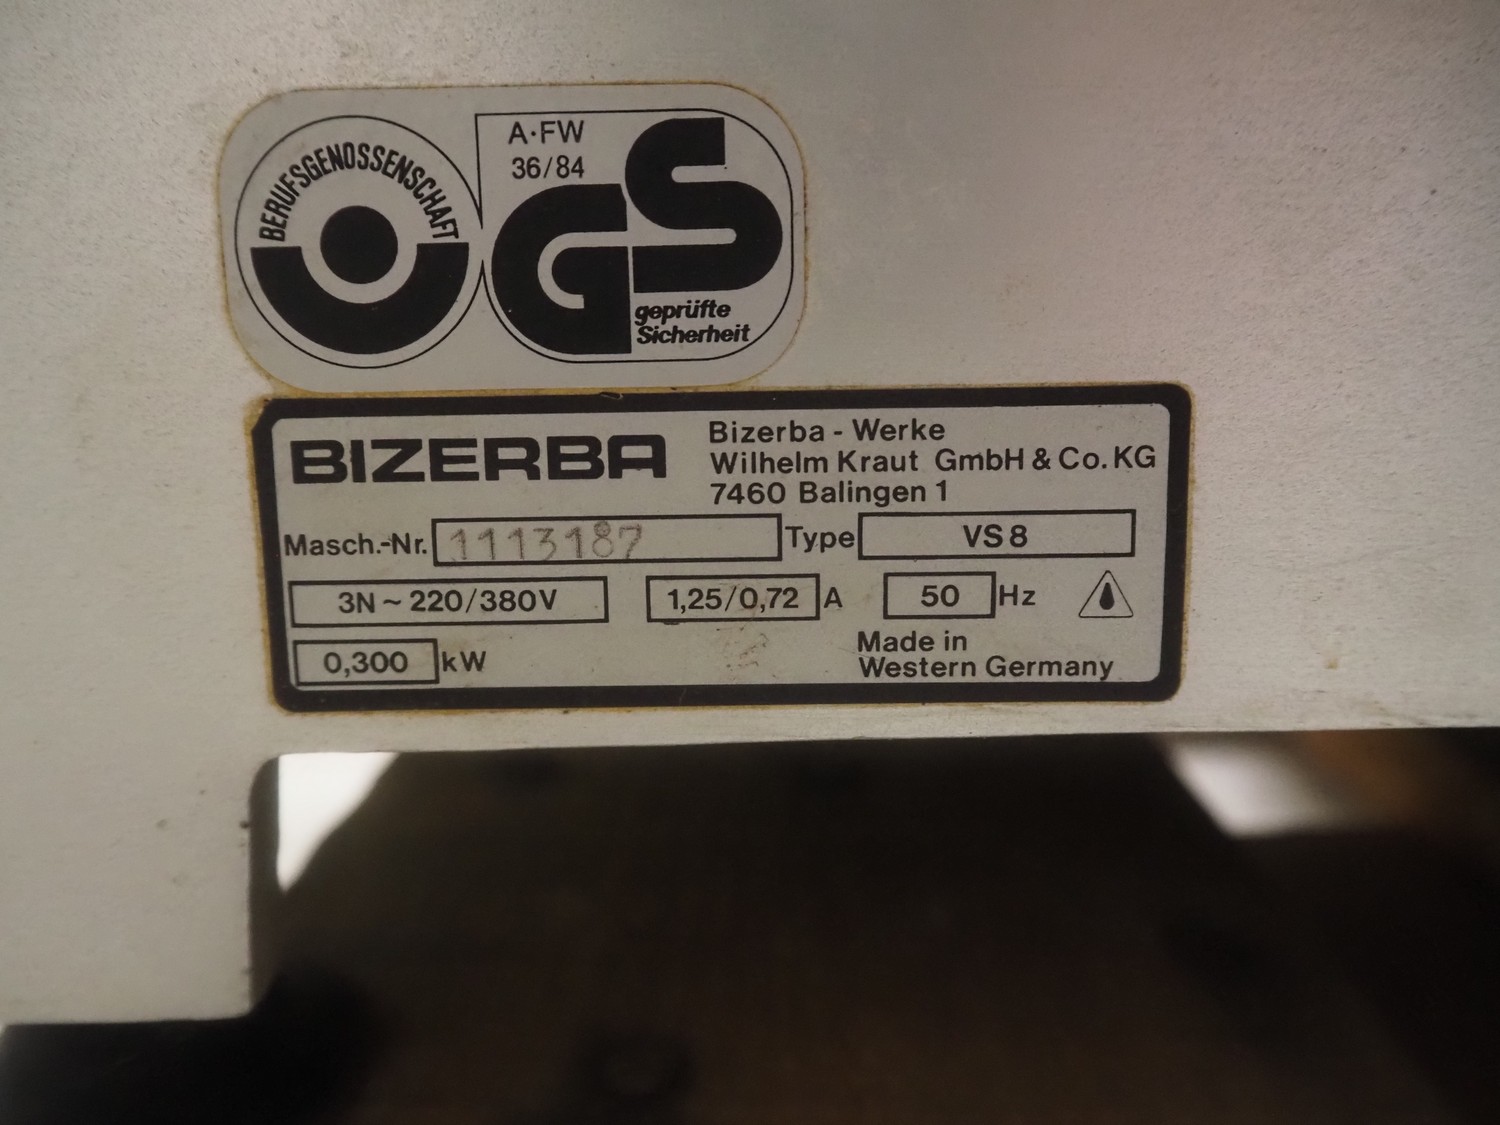 BERUFSGENOSSENSCHAFT
A·FW
36/84
GS
geprüfte
Sicherheit
BIZERBA
Bizerba - Werke
Wilhelm Kraut GmbH & Co. KG
7460 Balingen 1
Masch.-Nr. 1113187 Type VS 8
3N ~ 220/380V 1,25/0,72 A 50 Hz
0,300 kW
Made in
Western Germany